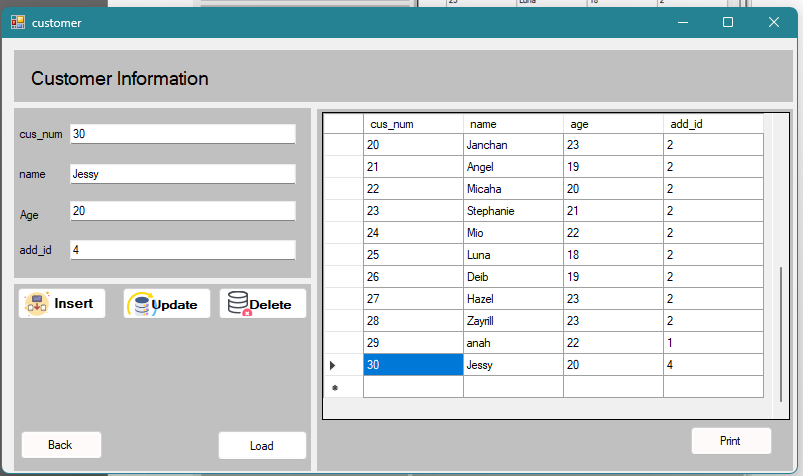 customer
Customer Information
cus_num 30
name Jessy
Age 20
add_id 4
Insert Update Delete
Back Load
cus_num name age add_id
20 Janchan 23 2
21 Angel 19 2
22 Micaha 20 2
23 Stephanie 21 2
24 Mio 22 2
25 Luna 18 2
26 Deib 19 2
27 Hazel 23 2
28 Zayrill 23 2
29 anah 22 1
30 Jessy 20 4
Print